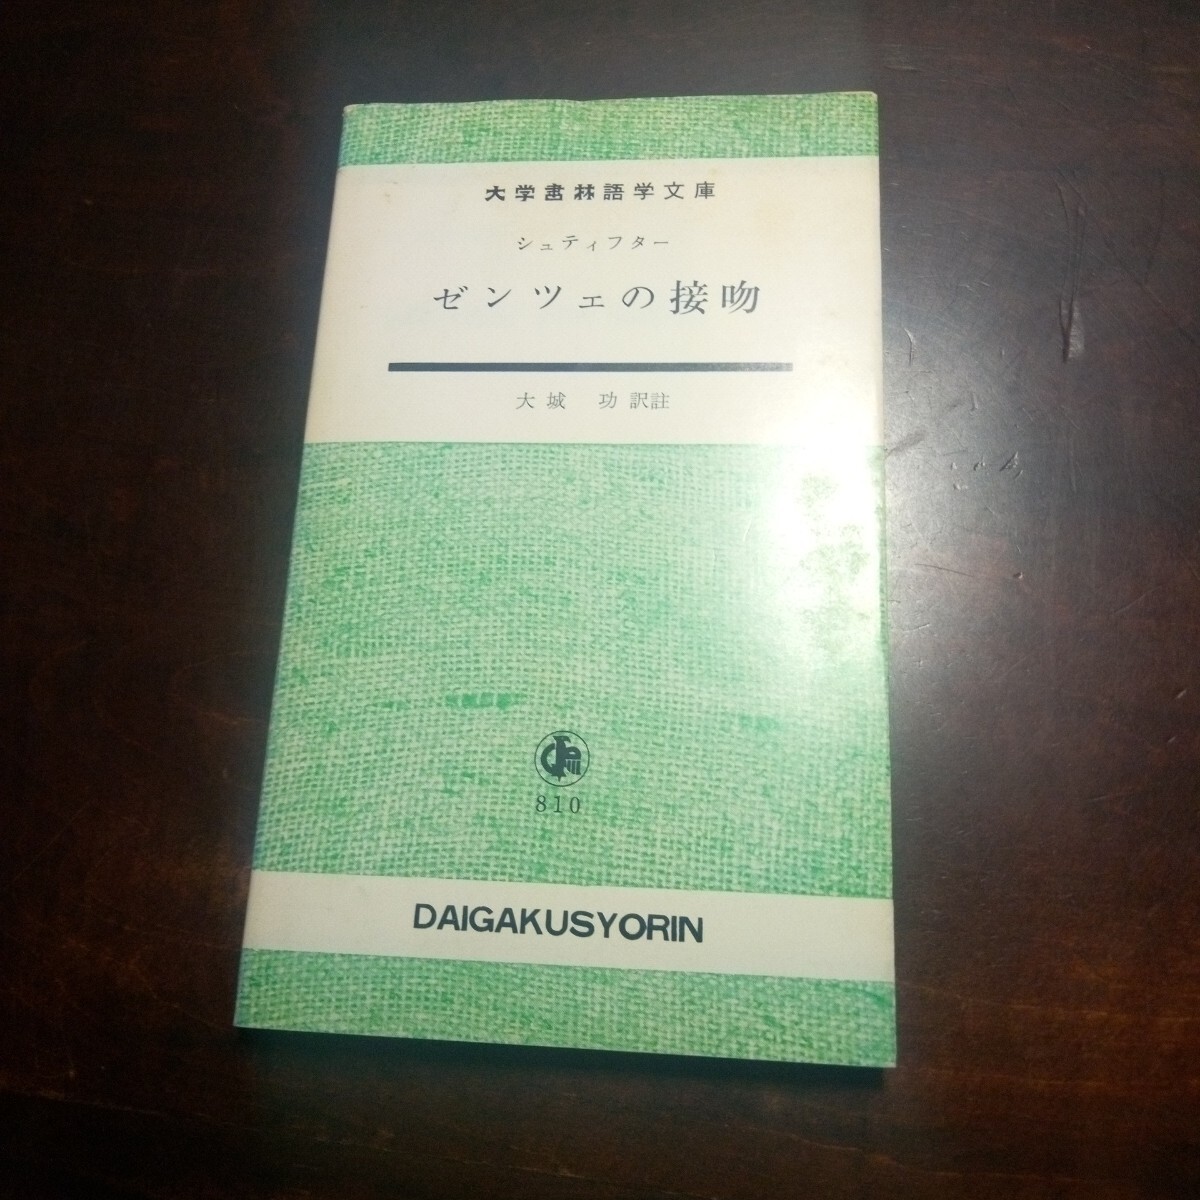 大学書林語学文庫
シュティフター
ゼンツェの接吻
大城 功 訳註
810
DAIGAKUSYORIN